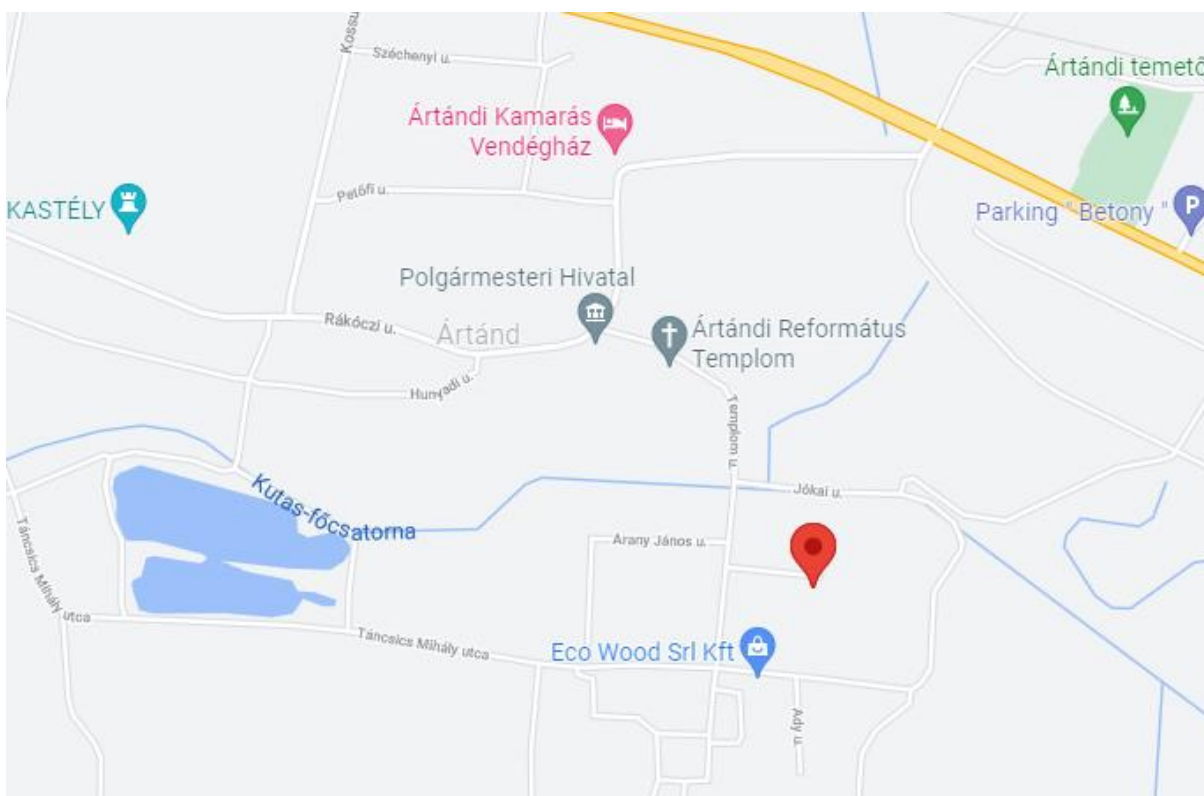 Kossu
Széchenyi u.
Ártándi temető
Ártándi Kamarás
Vendégház
Petőfi u.
KASTÉLY
Parking " Betony "
P
Polgármesteri Hivatal
Rákóczi u.
Ártánd
Ártándi Református
Templom
Hunyadi u.
Templom u.
Kutas-főcsatorna
Jókai u.
Táncsics Mihály utca
Arany János u.
Táncsics Mihály utca
Eco Wood Srl Kft
Ady u.